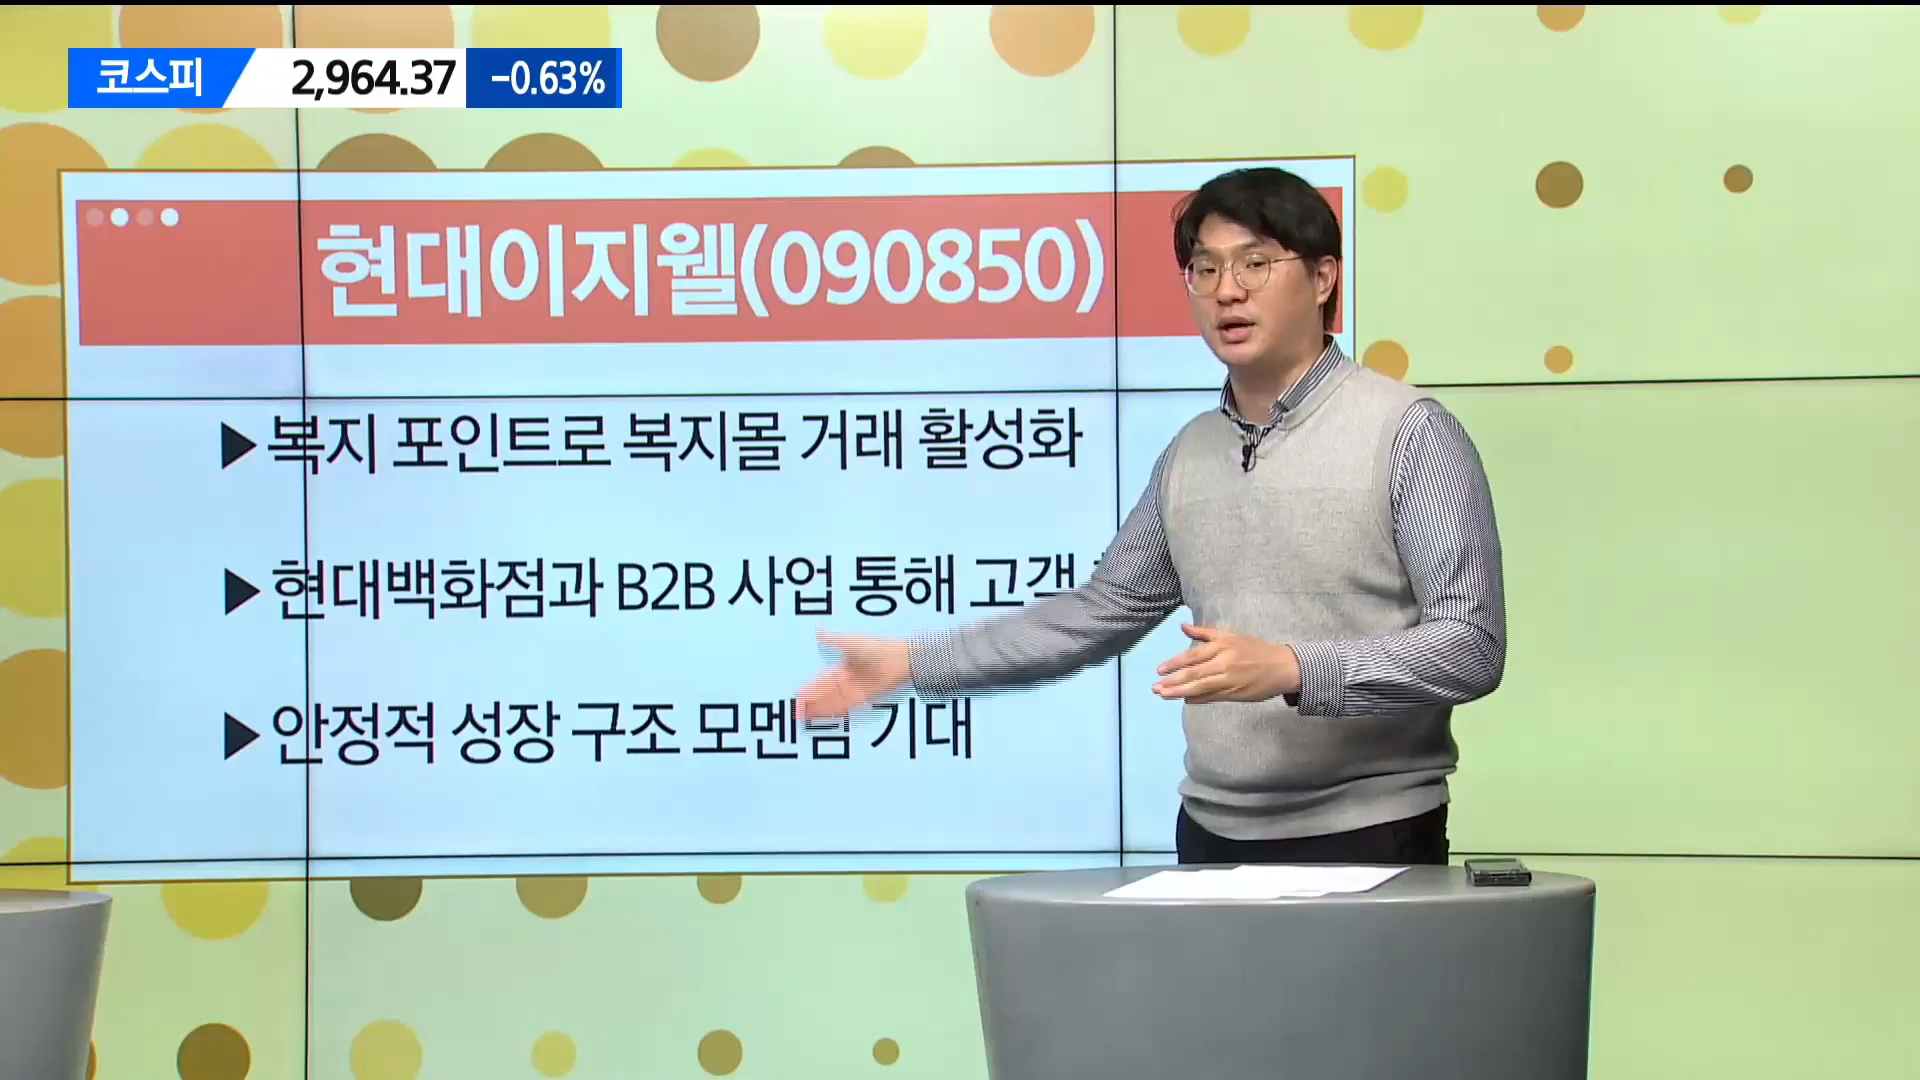 코스피 2,964.37 -0.63%
현대이지웰(090850)
▶복지 포인트로 복지몰 거래 활성화
▶현대백화점과 B2B 사업 통해 고객
▶안정적 성장 구조 모멘텀 기대